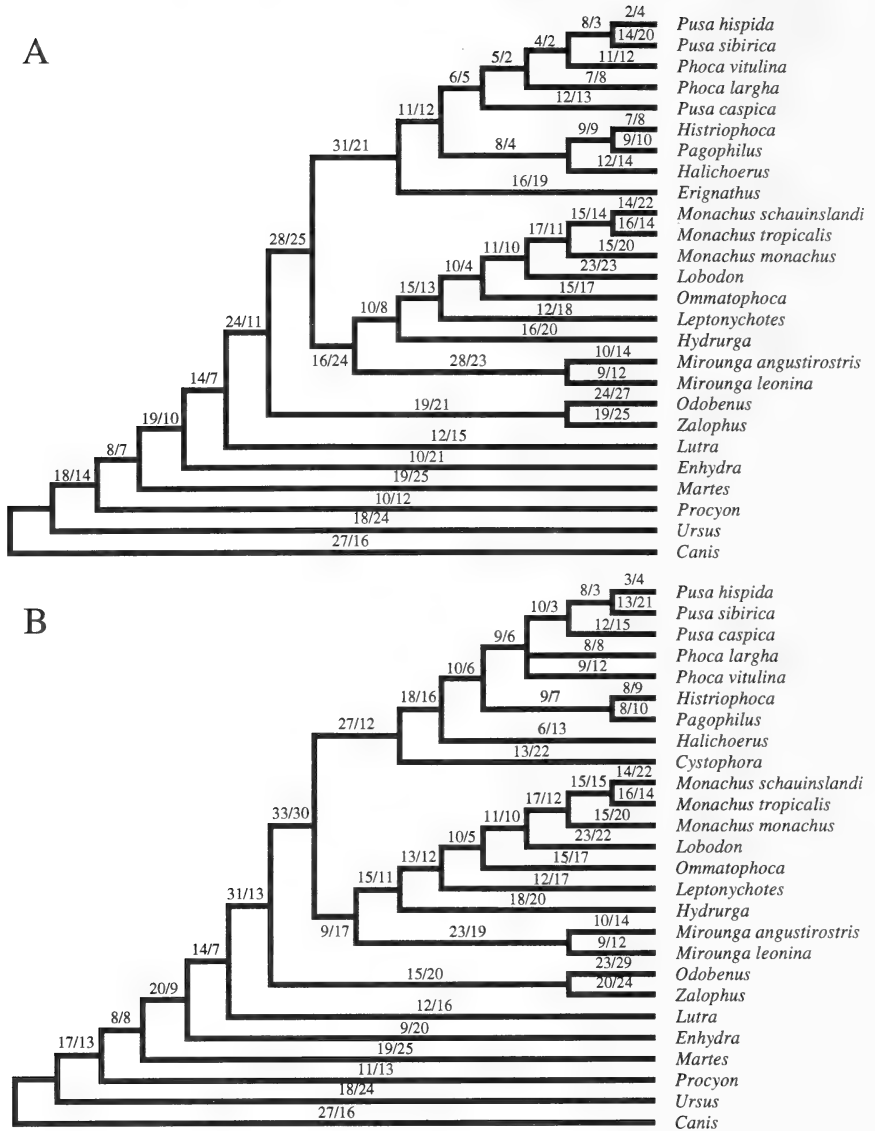 A
2/4
8/3
Pusa hispida
14/20
4/2
Pusa sibirica
11/12
5/2
Phoca vitulina
7/8
6/5
Phoca largha
12/13
11/12
Pusa caspica
7/8
9/9
Histriophoca
9/10
31/21
8/4
Pagophilus
12/14
Halichoerus
16/19
Erignathus
14/22
15/14
Monachus schauinslandi
16/14
17/11
Monachus tropicalis
15/20
28/25
11/10
Monachus monachus
23/23
10/4
Lobodon
15/17
15/13
Ommatophoca
12/18
10/8
Leptonychotes
16/20
24/11
Hydrurga
10/14
16/24
28/23
Mirounga angustirostris
9/12
14/7
Mirounga leonina
24/27
19/21
Odobenus
19/25
19/10
Zalophus
12/15
8/7
Lutra
10/21
Enhydra
19/25
18/14
Martes
10/12
Procyon
18/24
Ursus
27/16
Canis
B
3/4
8/3
Pusa hispida
13/21
10/3
Pusa sibirica
12/15
9/6
Pusa caspica
8/8
10/6
Phoca largha
9/12
18/16
Phoca vitulina
8/9
9/7
Histriophoca
8/10
27/12
Pagophilus
6/13
Halichoerus
13/22
Cystophora
14/22
15/15
Monachus schauinslandi
16/14
17/12
Monachus tropicalis
15/20
33/30
11/10
Monachus monachus
23/22
10/5
Lobodon
15/17
13/12
Ommatophoca
12/17
15/11
Leptonychotes
18/20
31/13
Hydrurga
10/14
9/17
23/19
Mirounga angustirostris
9/12
14/7
Mirounga leonina
23/29
15/20
Odobenus
20/24
20/9
Zalophus
12/16
8/8
Lutra
9/20
Enhydra
19/25
17/13
Martes
11/13
Procyon
18/24
Ursus
27/16
Canis